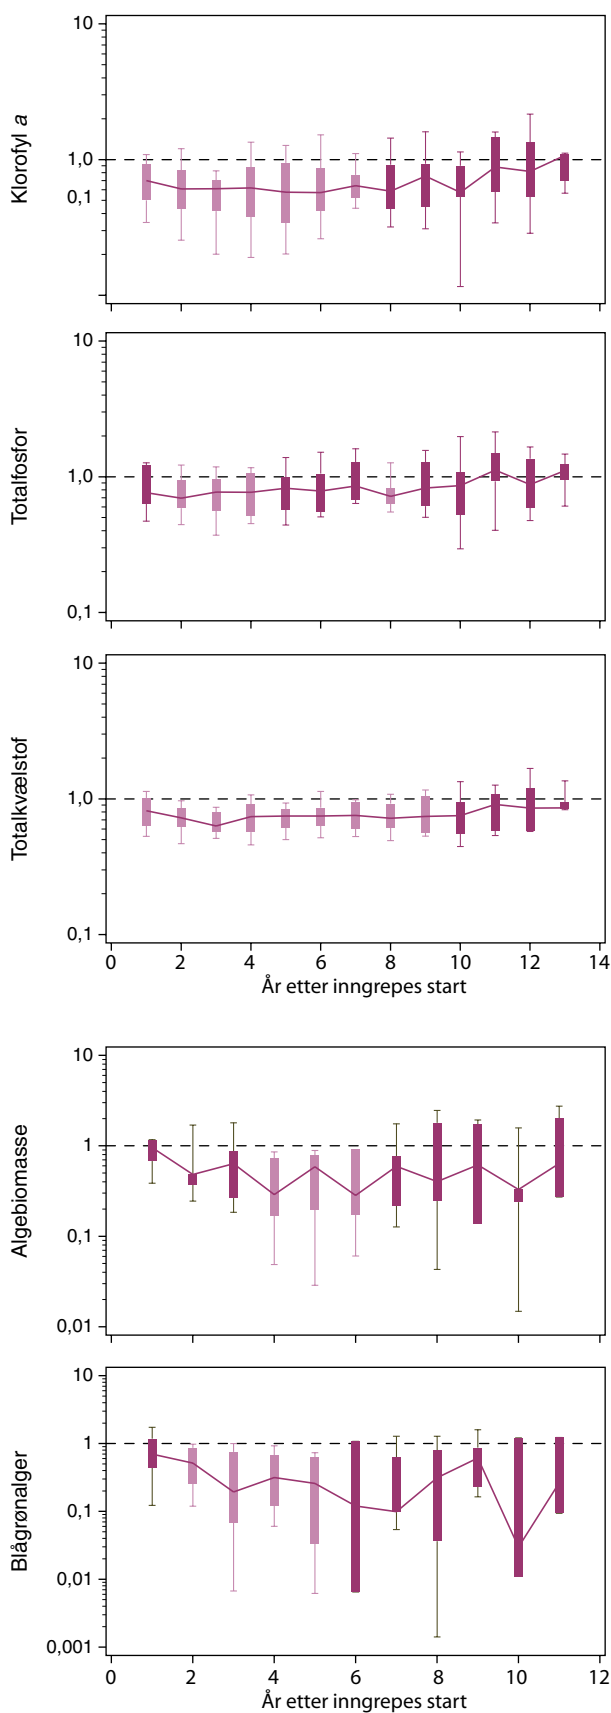 Klorofyl a
10
1,0
0,1
Totalfosfor
10
1,0
0,1
Totalkvælstof
10
1,0
0,1
0 2 4 6 8 10 12 14
År etter inngrepes start
Algebiomasse
10
1
0,1
0,01
Blågrønalger
10
1
0,1
0,01
0,001
0 2 4 6 8 10 12
År etter inngrepes start